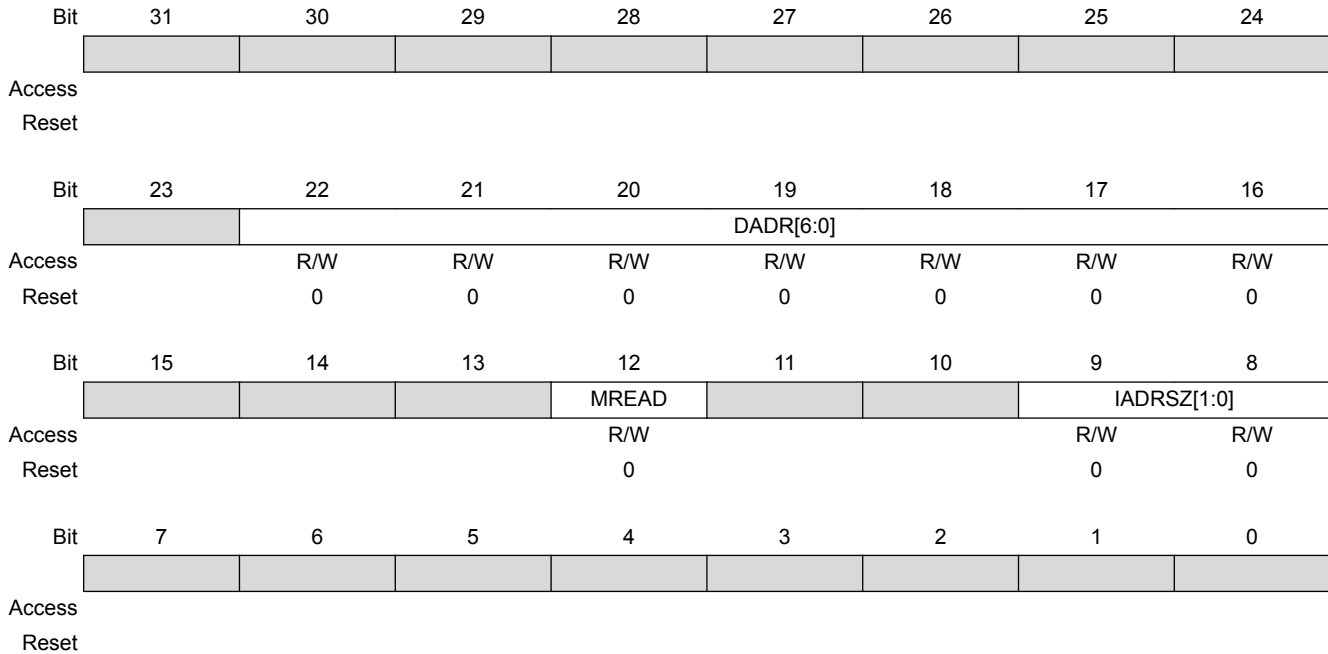 Bit 31 30 29 28 27 26 25 24
Access
Reset
Bit 23 22 21 20 19 18 17 16
DADR[6:0]
Access R/W R/W R/W R/W R/W R/W R/W
Reset 0 0 0 0 0 0 0
Bit 15 14 13 12 11 10 9 8
MREAD IADRSZ[1:0]
Access R/W R/W R/W
Reset 0 0 0
Bit 7 6 5 4 3 2 1 0
Access
Reset